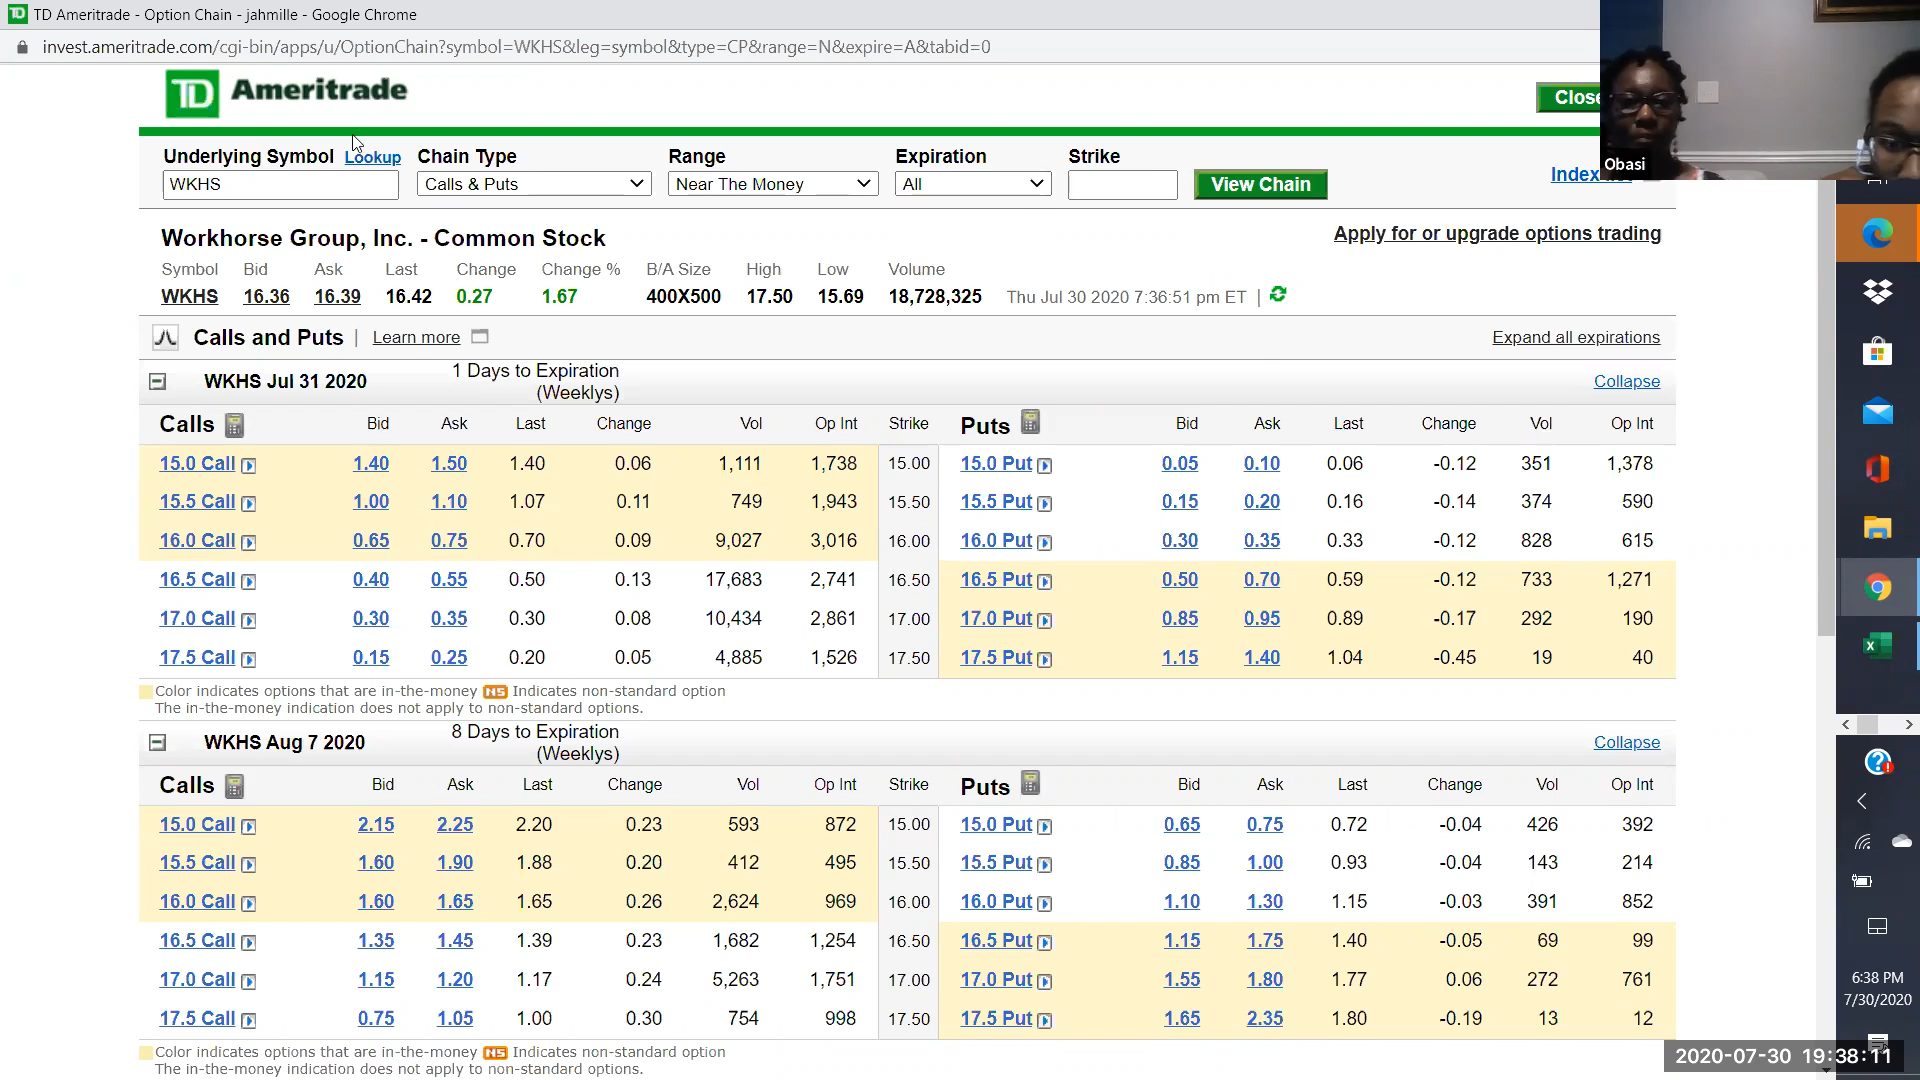 TD Ameritrade - Option Chain - jahmille - Google Chrome
invest.ameritrade.com/cgi-bin/apps/u/OptionChain?symbol=WKHS&leg=symbol&type=CP&range=N&expire=A&tabid=0
TD Ameritrade
Close
Obasi
Underlying Symbol Lookup Chain Type Range Expiration Strike
WKHS Calls & Puts Near The Money All View Chain
Index
Workhorse Group, Inc. - Common Stock
Apply for or upgrade options trading
Symbol Bid Ask Last Change Change % B/A Size High Low Volume
WKHS 16.36 16.39 16.42 0.27 1.67 400X500 17.50 15.69 18,728,325 Thu Jul 30 2020 7:36:51 pm ET |
Calls and Puts | Learn more Expand all expirations
WKHS Jul 31 2020 1 Days to Expiration (Weeklys) Collapse
Calls Bid Ask Last Change Vol Op Int Strike Puts Bid Ask Last Change Vol Op Int
15.0 Call 1.40 1.50 1.40 0.06 1,111 1,738 15.00 15.0 Put 0.05 0.10 0.06 -0.12 351 1,378
15.5 Call 1.00 1.10 1.07 0.11 749 1,943 15.50 15.5 Put 0.15 0.20 0.16 -0.14 374 590
16.0 Call 0.65 0.75 0.70 0.09 9,027 3,016 16.00 16.0 Put 0.30 0.35 0.33 -0.12 828 615
16.5 Call 0.40 0.55 0.50 0.13 17,683 2,741 16.50 16.5 Put 0.50 0.70 0.59 -0.12 733 1,271
17.0 Call 0.30 0.35 0.30 0.08 10,434 2,861 17.00 17.0 Put 0.85 0.95 0.89 -0.17 292 190
17.5 Call 0.15 0.25 0.20 0.05 4,885 1,526 17.50 17.5 Put 1.15 1.40 1.04 -0.45 19 40
Color indicates options that are in-the-money NS Indicates non-standard option
The in-the-money indication does not apply to non-standard options.
WKHS Aug 7 2020 8 Days to Expiration (Weeklys) Collapse
Calls Bid Ask Last Change Vol Op Int Strike Puts Bid Ask Last Change Vol Op Int
15.0 Call 2.15 2.25 2.20 0.23 593 872 15.00 15.0 Put 0.65 0.75 0.72 -0.04 426 392
15.5 Call 1.60 1.90 1.88 0.20 412 495 15.50 15.5 Put 0.85 1.00 0.93 -0.04 143 214
16.0 Call 1.60 1.65 1.65 0.26 2,624 969 16.00 16.0 Put 1.10 1.30 1.15 -0.03 391 852
16.5 Call 1.35 1.45 1.39 0.23 1,682 1,254 16.50 16.5 Put 1.15 1.75 1.40 -0.05 69 99
17.0 Call 1.15 1.20 1.17 0.24 5,263 1,751 17.00 17.0 Put 1.55 1.80 1.77 0.06 272 761
17.5 Call 0.75 1.05 1.00 0.30 754 998 17.50 17.5 Put 1.65 2.35 1.80 -0.19 13 12
Color indicates options that are in-the-money NS Indicates non-standard option
The in-the-money indication does not apply to non-standard options.
6:38 PM
7/30/2020
2020-07-30 19:38:11